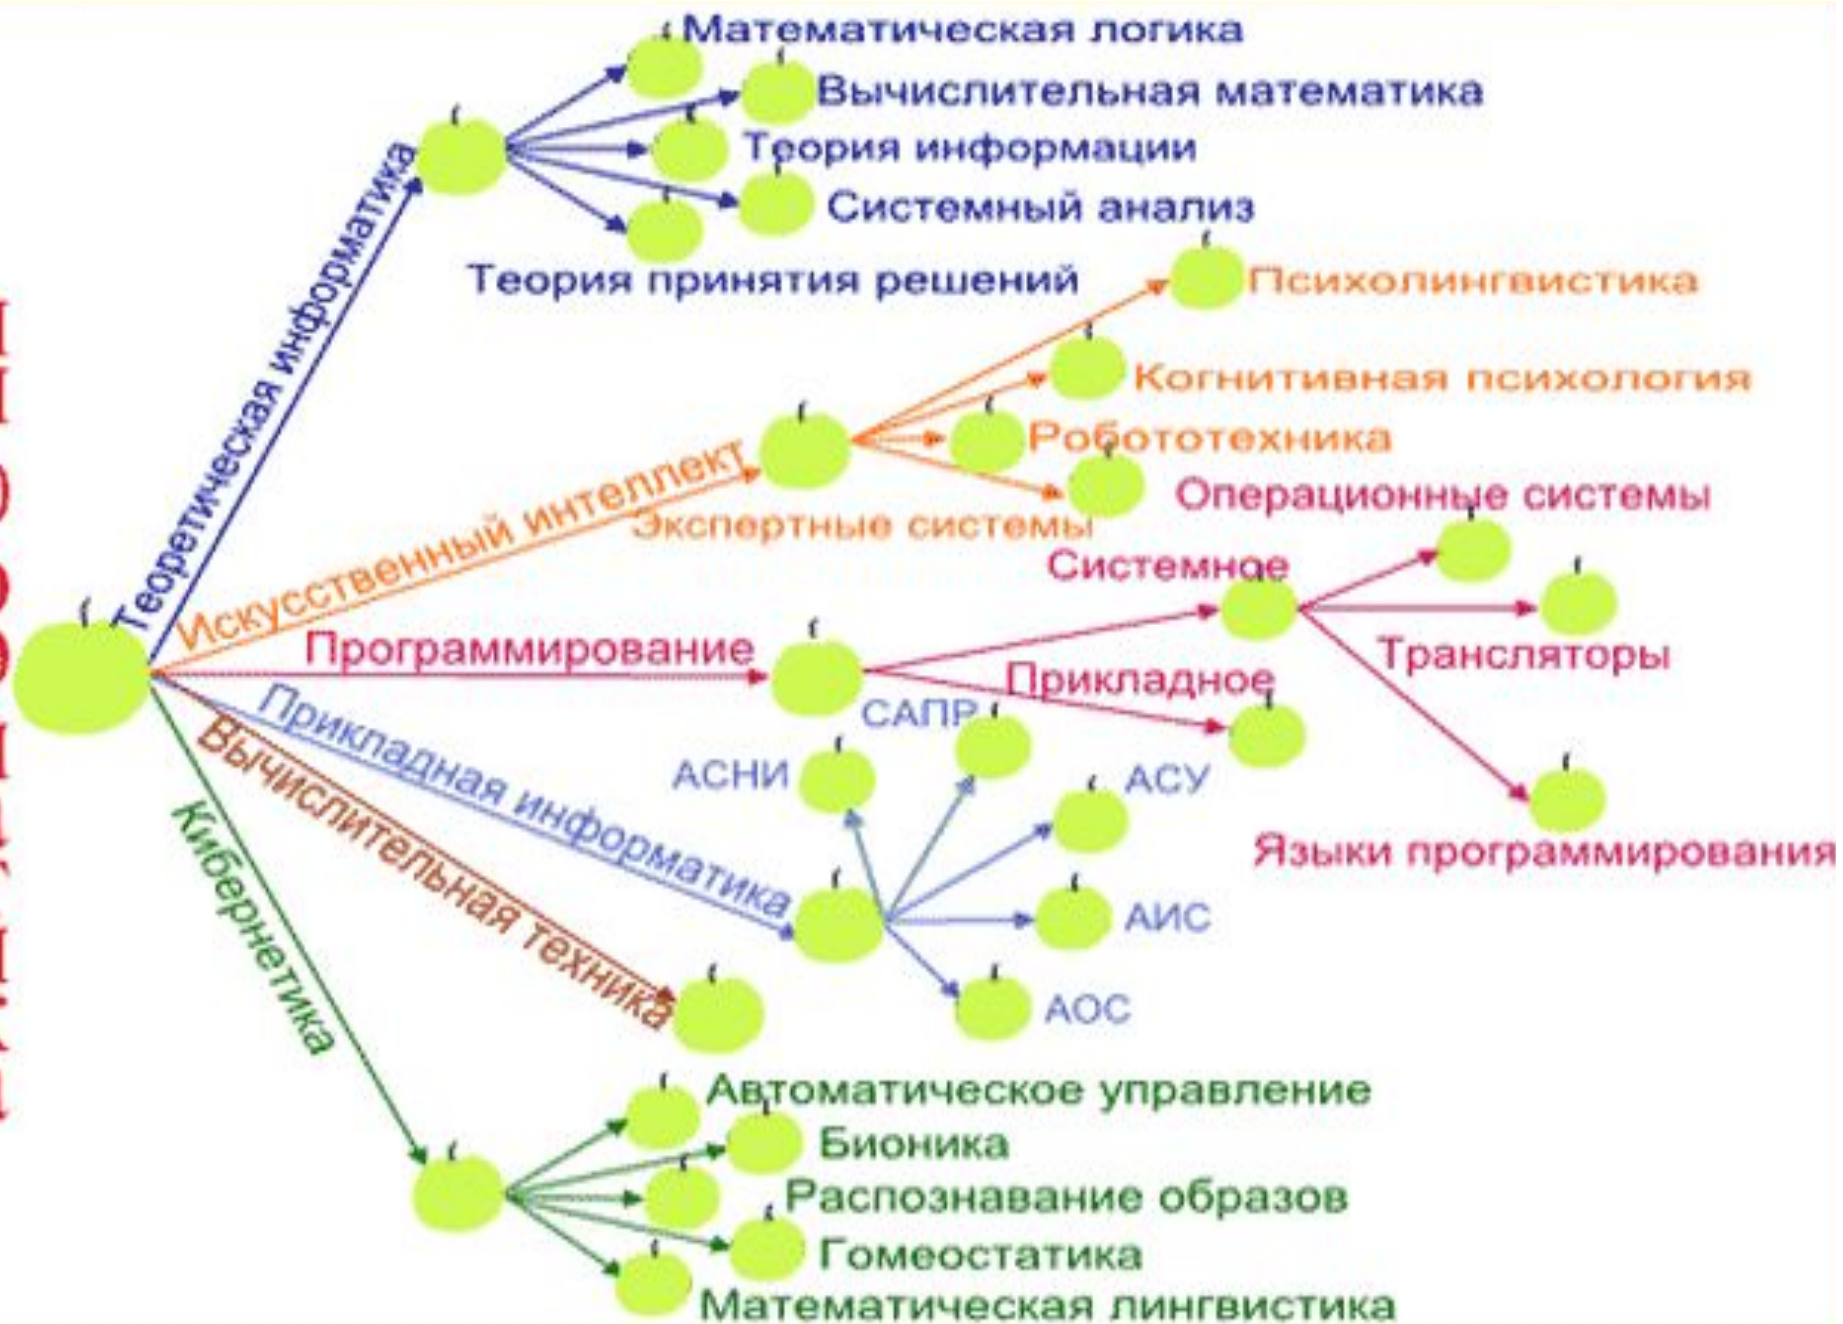 Математическая логика
Вычислительная математика
Теория информации
Системный анализ
Теория принятия решений
Теоретическая информатика
Психолингвистика
Когнитивная психология
Робототехника
Экспертные системы
Искусственный интеллект
Операционные системы
Системное
Трансляторы
Программирование
Прикладное
Языки программирования
САПР
АСНИ
АСУ
АИС
АОС
Прикладная информатика
Вычислительная техника
Кибернетика
Автоматическое управление
Бионика
Распознавание образов
Гомеостатика
Математическая лингвистика